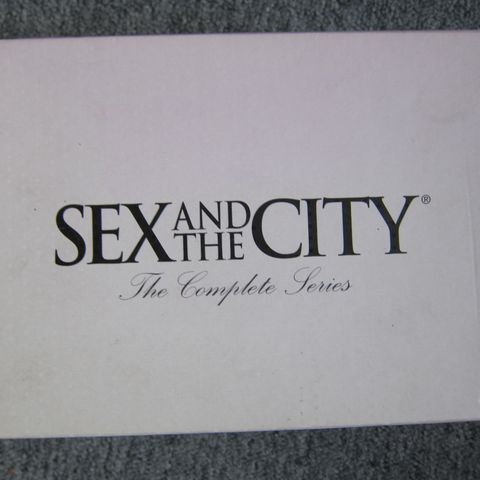 SEX AND THE CITY®
The Complete Series